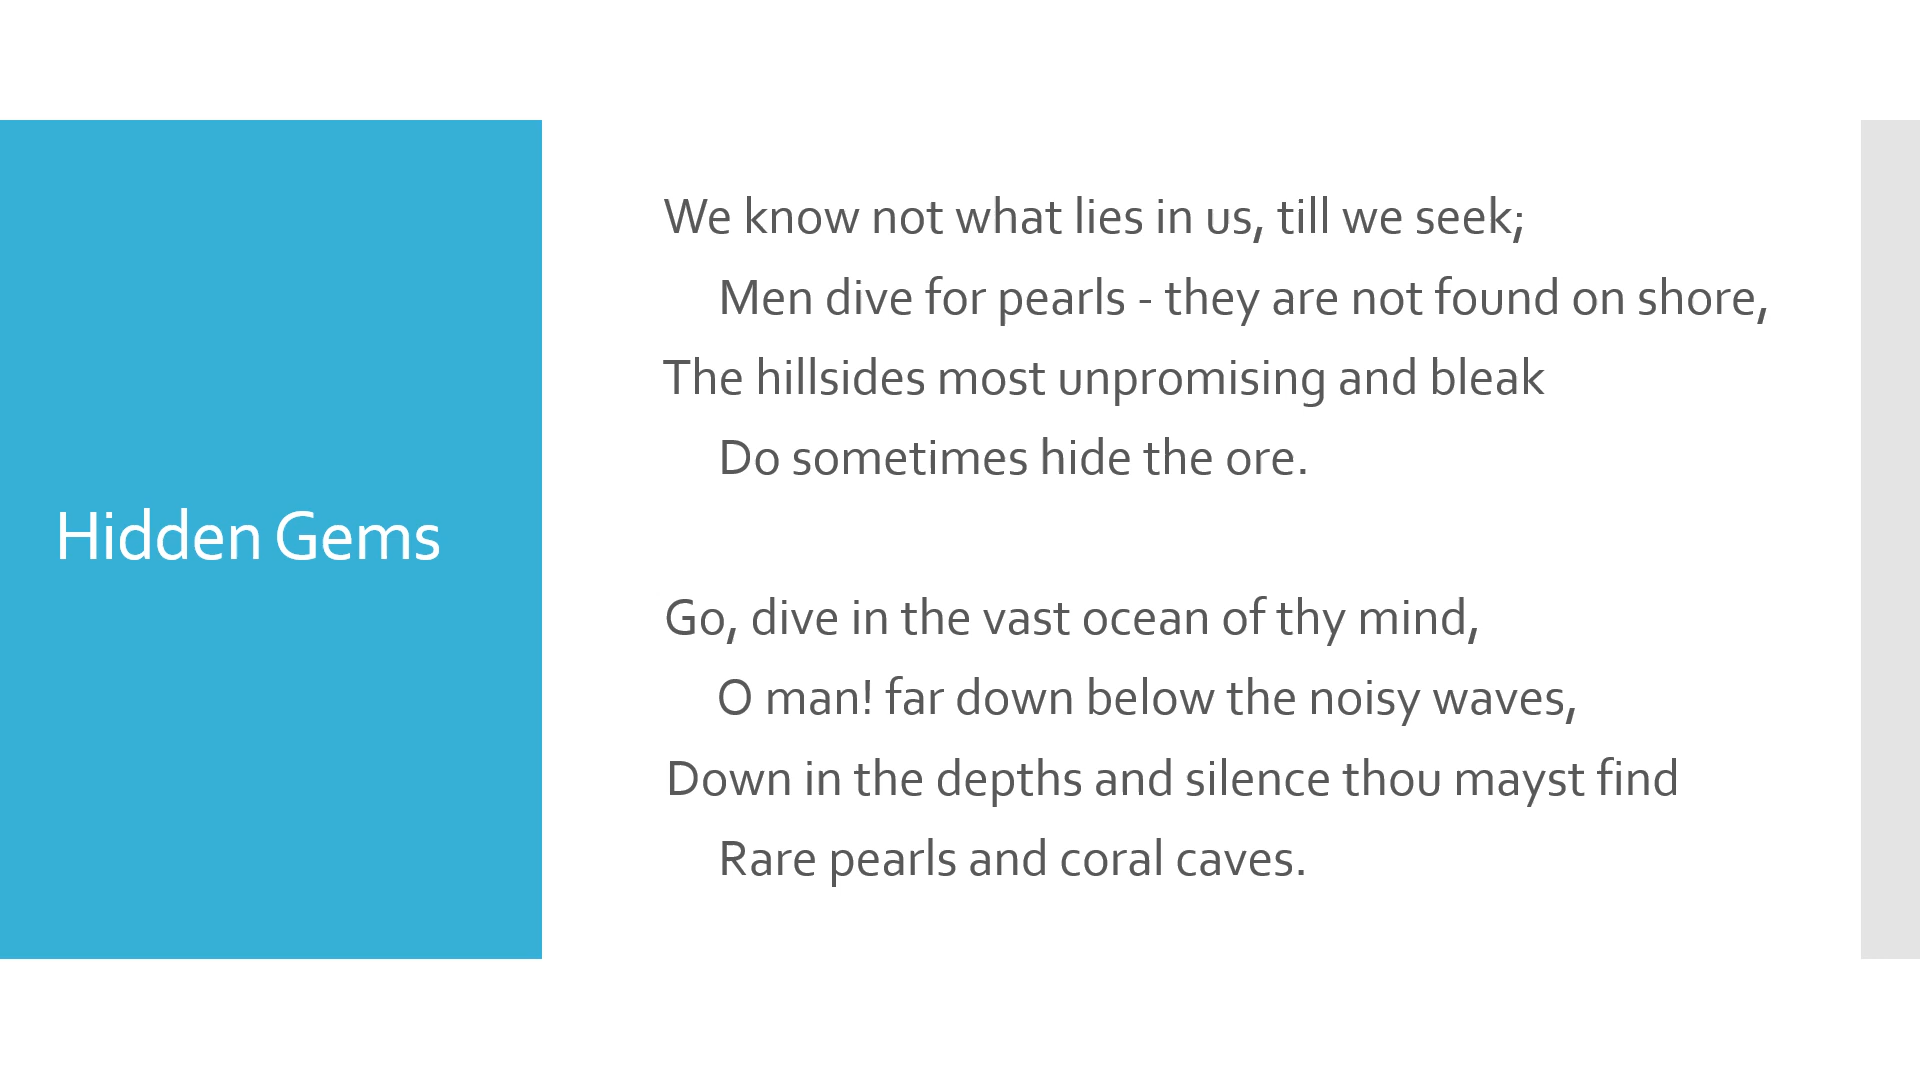 Hidden Gems
We know not what lies in us, till we seek;
Men dive for pearls - they are not found on shore,
The hillsides most unpromising and bleak
Do sometimes hide the ore.
Go, dive in the vast ocean of thy mind,
O man! far down below the noisy waves,
Down in the depths and silence thou mayst find
Rare pearls and coral caves.